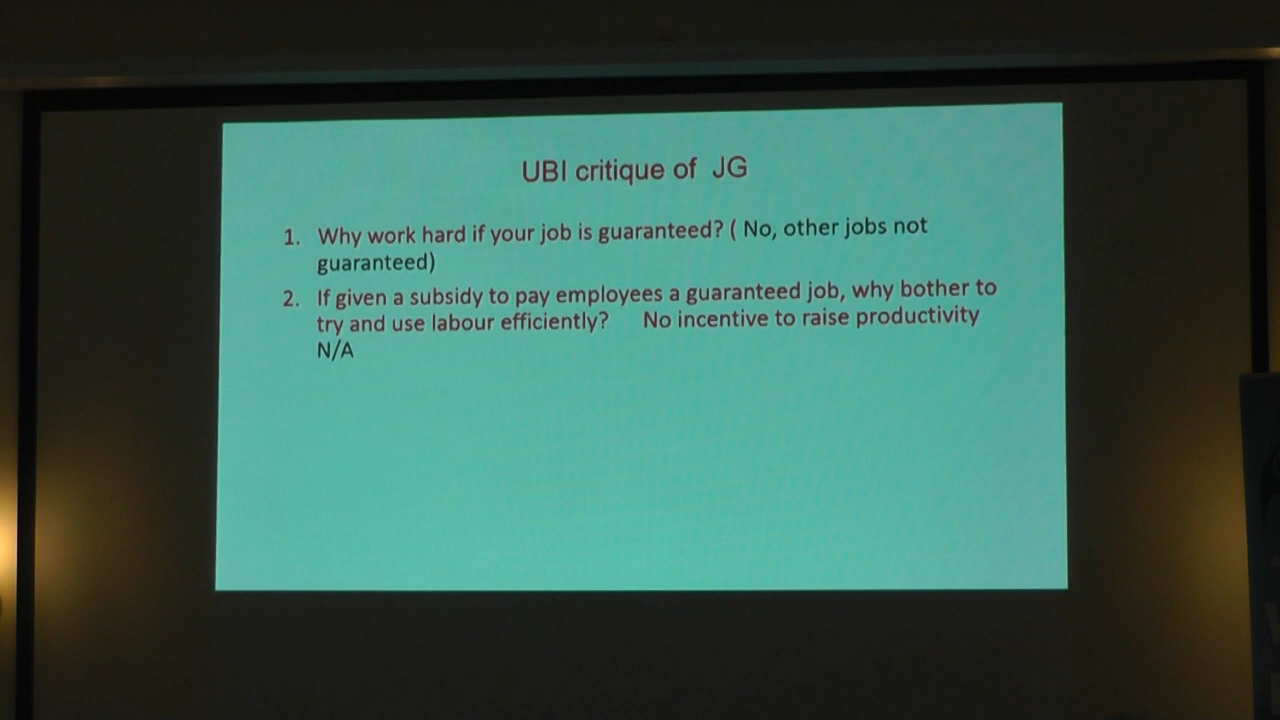 UBI critique of JG
1. Why work hard if your job is guaranteed? ( No, other jobs not
guaranteed)
2. If given a subsidy to pay employees a guaranteed job, why bother to
try and use labour efficiently? No incentive to raise productivity
N/A